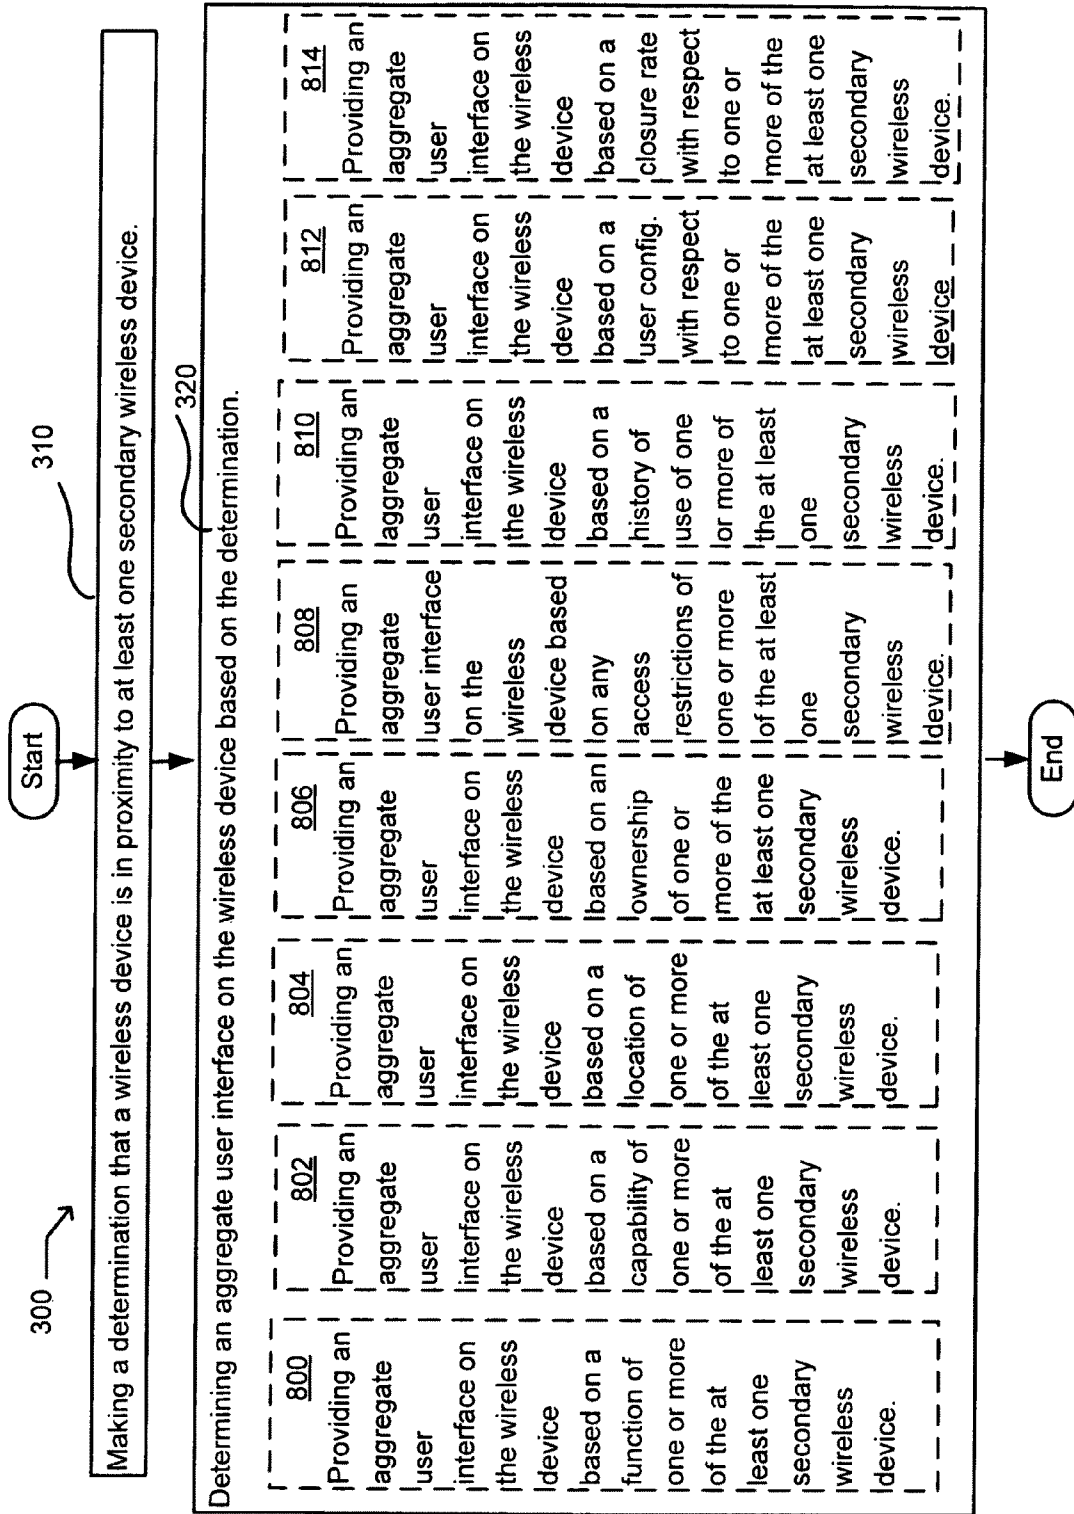 300
Start
310
Making a determination that a wireless device is in proximity to at least one secondary wireless device.
320
Determining an aggregate user interface on the wireless device based on the determination.
800
Providing an
aggregate
user
interface on
the wireless
device
based on a
function of
one or more
of the at
least one
secondary
wireless
device.
802
Providing an
aggregate
user
interface on
the wireless
device
based on a
capability of
one or more
of the at
least one
secondary
wireless
device.
804
Providing an
aggregate
user
interface on
the wireless
device
based on a
location of
one or more
of the at
least one
secondary
wireless
device.
806
Providing an
aggregate
user
interface on
the wireless
device
based on an
ownership
of one or
more of the
at least one
secondary
wireless
device.
808
Providing an
aggregate
user interface
on the
wireless
device based
on any
access
restrictions of
one or more
of the at least
one
secondary
wireless
device.
810
Providing an
aggregate
user
interface on
the wireless
device
based on a
history of
use of one
or more of
the at least
one
secondary
wireless
device.
812
Providing an
aggregate
user
interface on
the wireless
device
based on a
user config.
with respect
to one or
more of the
at least one
secondary
wireless
device
814
Providing an
aggregate
user
interface on
the wireless
device
based on a
closure rate
with respect
to one or
more of the
at least one
secondary
wireless
device.
End